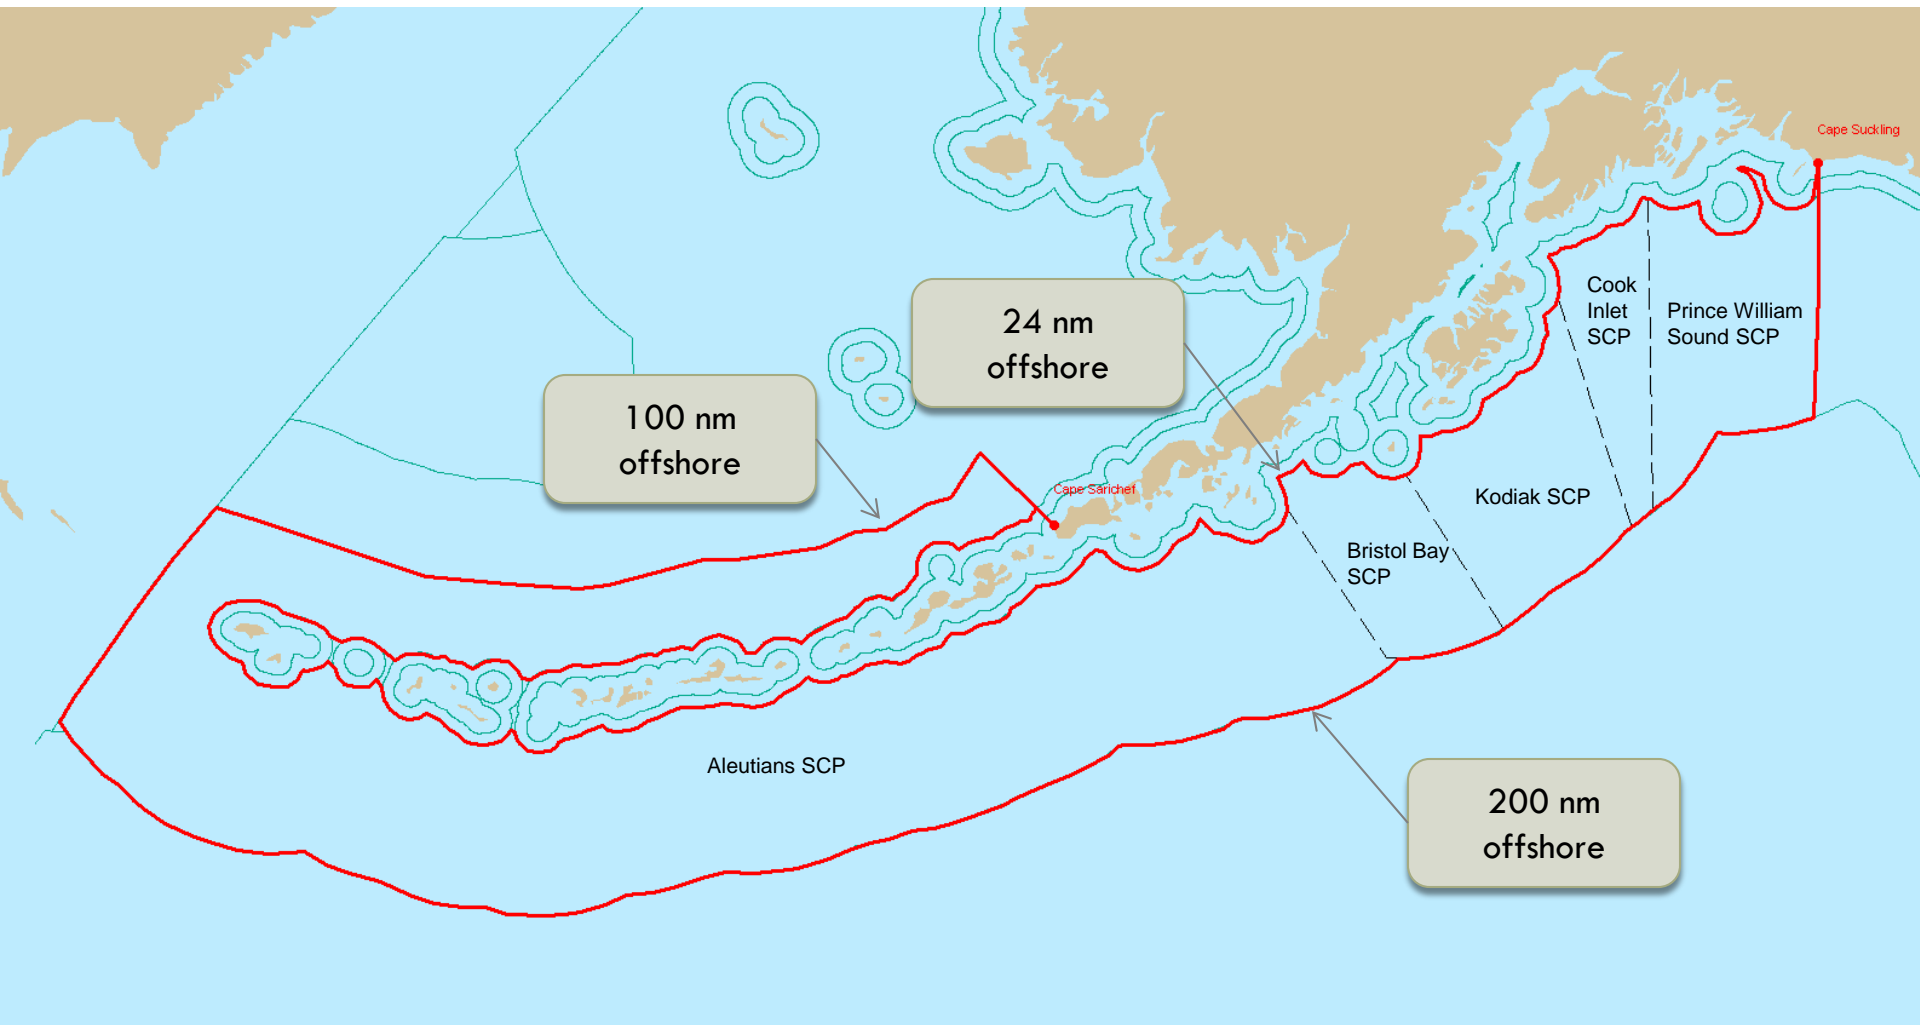 Cape Suckling
Cook
Inlet
SCP
Prince William
Sound SCP
24 nm
offshore
100 nm
offshore
Cape Sarichef
Kodiak SCP
Bristol Bay
SCP
Aleutians SCP
200 nm
offshore